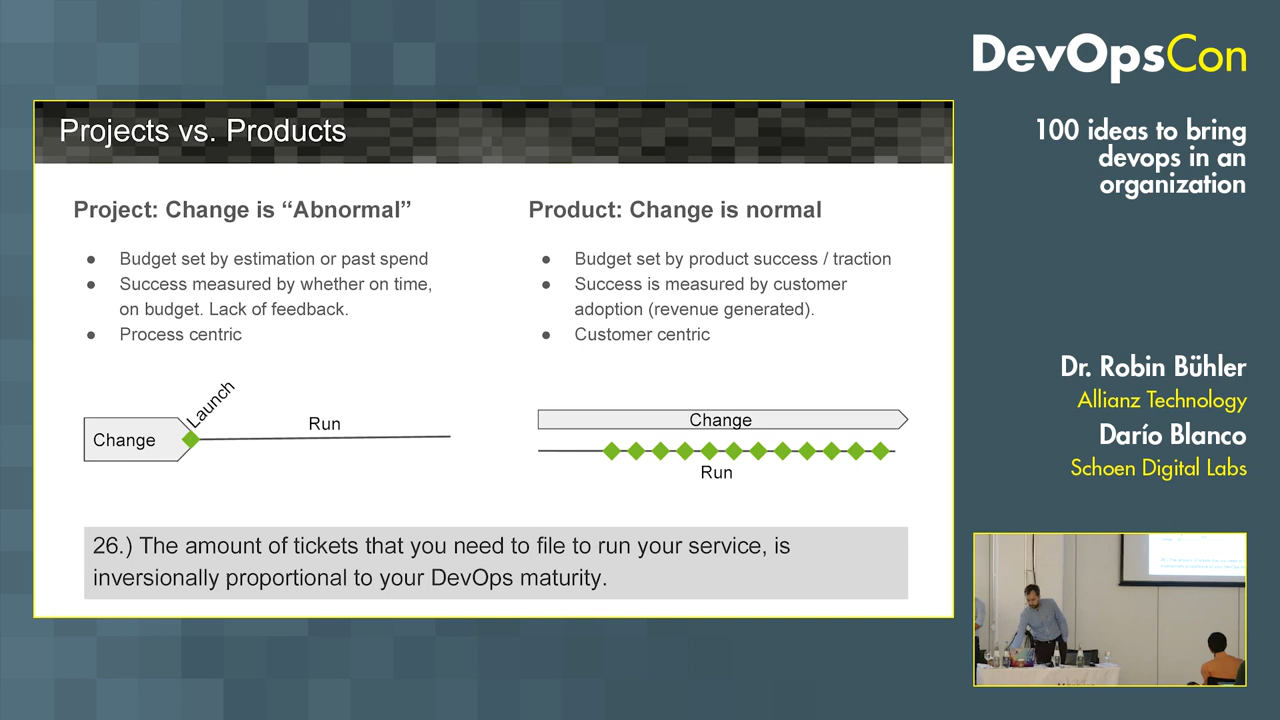 DevOpsCon
100 ideas to bring
devops in an
organization
Projects vs. Products
Project: Change is “Abnormal”
● Budget set by estimation or past spend
● Success measured by whether on time,
on budget. Lack of feedback.
● Process centric
Launch
Change
Run
Product: Change is normal
● Budget set by product success / traction
● Success is measured by customer
adoption (revenue generated).
● Customer centric
Change
Run
26.) The amount of tickets that you need to file to run your service, is
inversionally proportional to your DevOps maturity.
Dr. Robin Bühler
Allianz Technology
Darío Blanco
Schoen Digital Labs